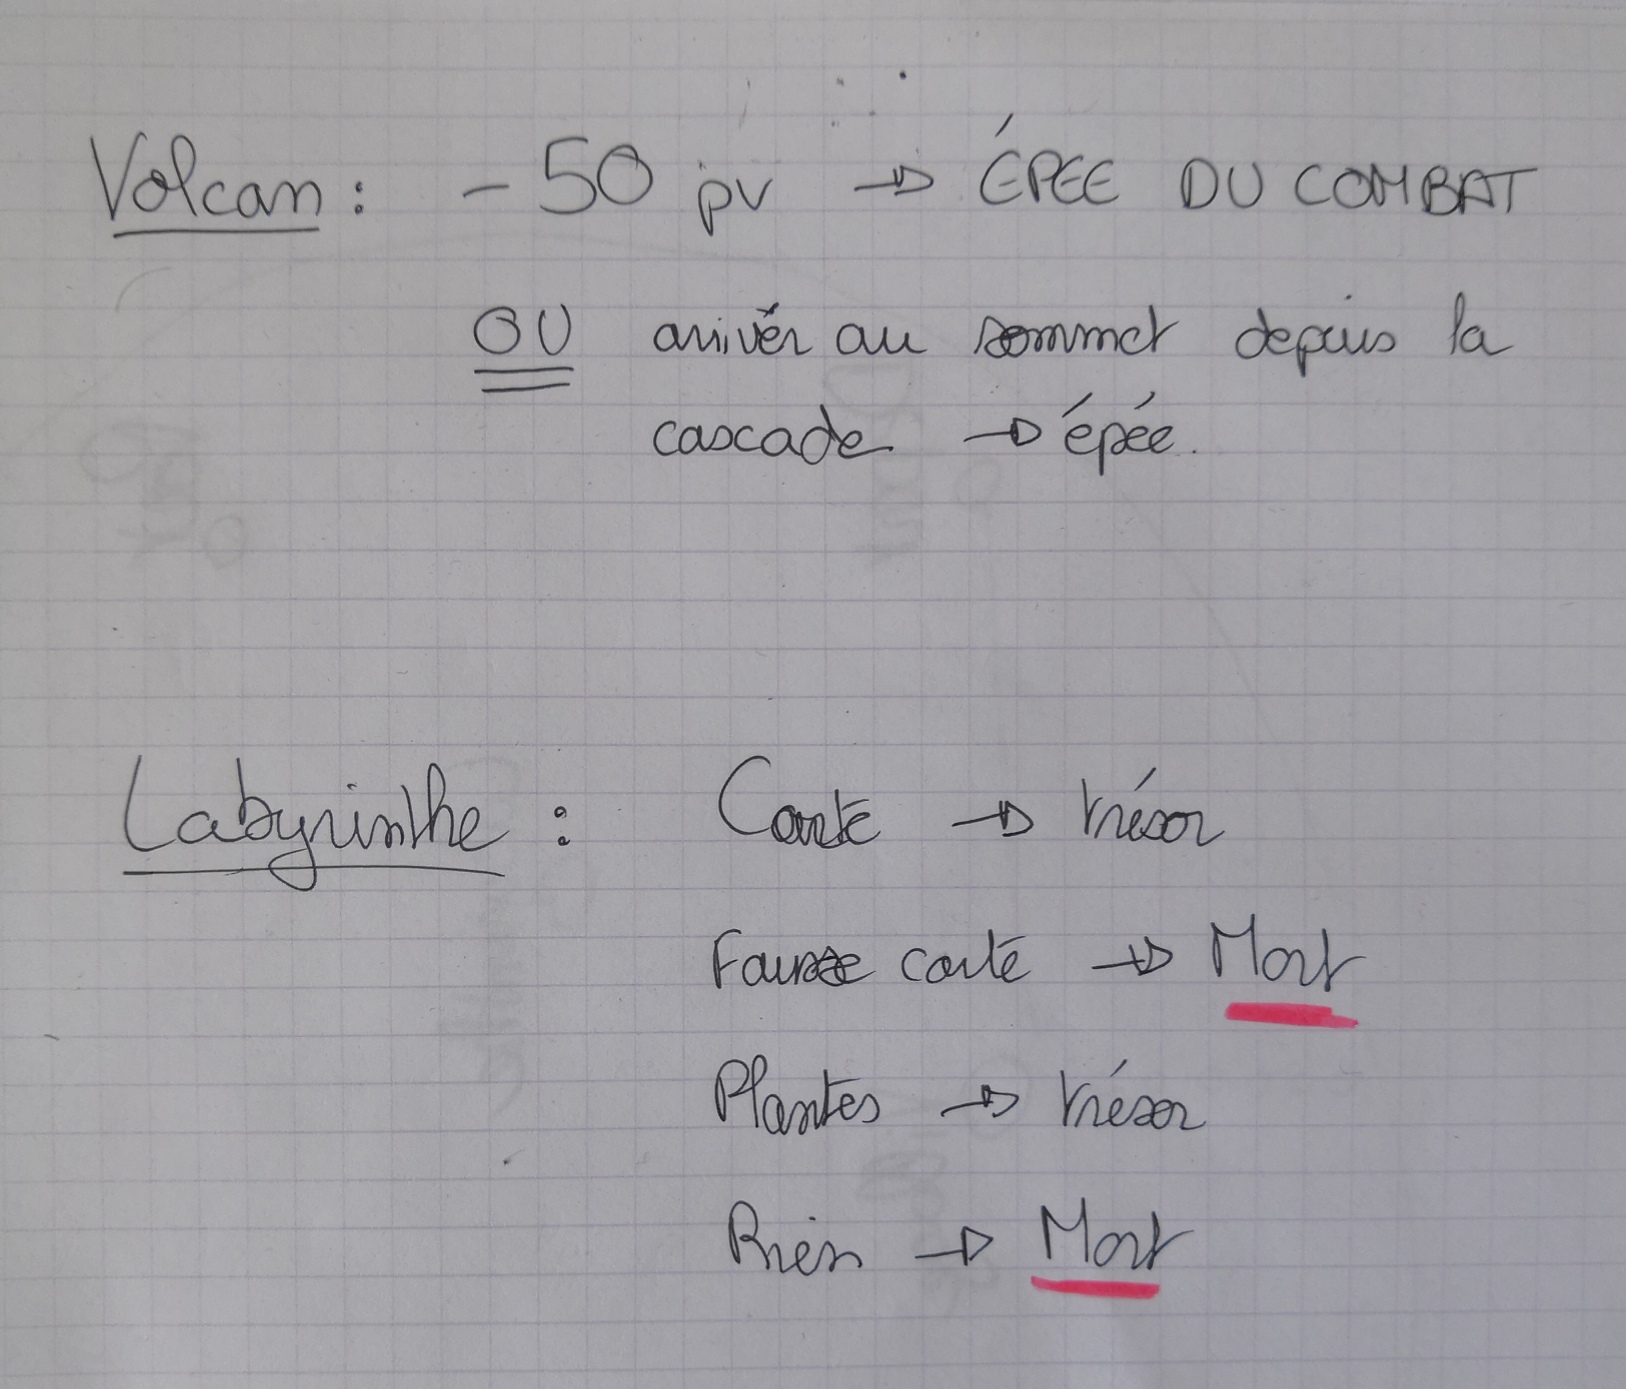 Volcan : - 50 pv → ÉPÉE DU COMBAT
OU arriver au sommet depuis la
cascade → épée.
Labyrinthe : Carte → trésor
Fausse carte → Mort
Plantes → trésor
Rien → Mort